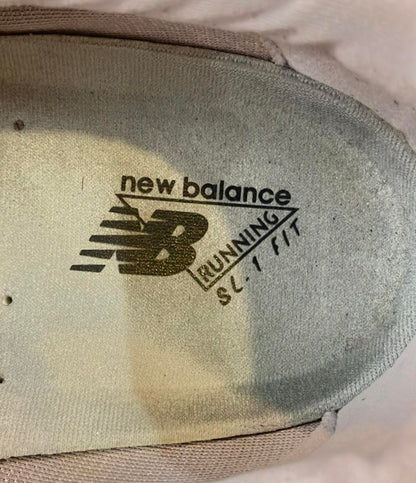 new balance
NB
RUNNING
SL-1 FIT